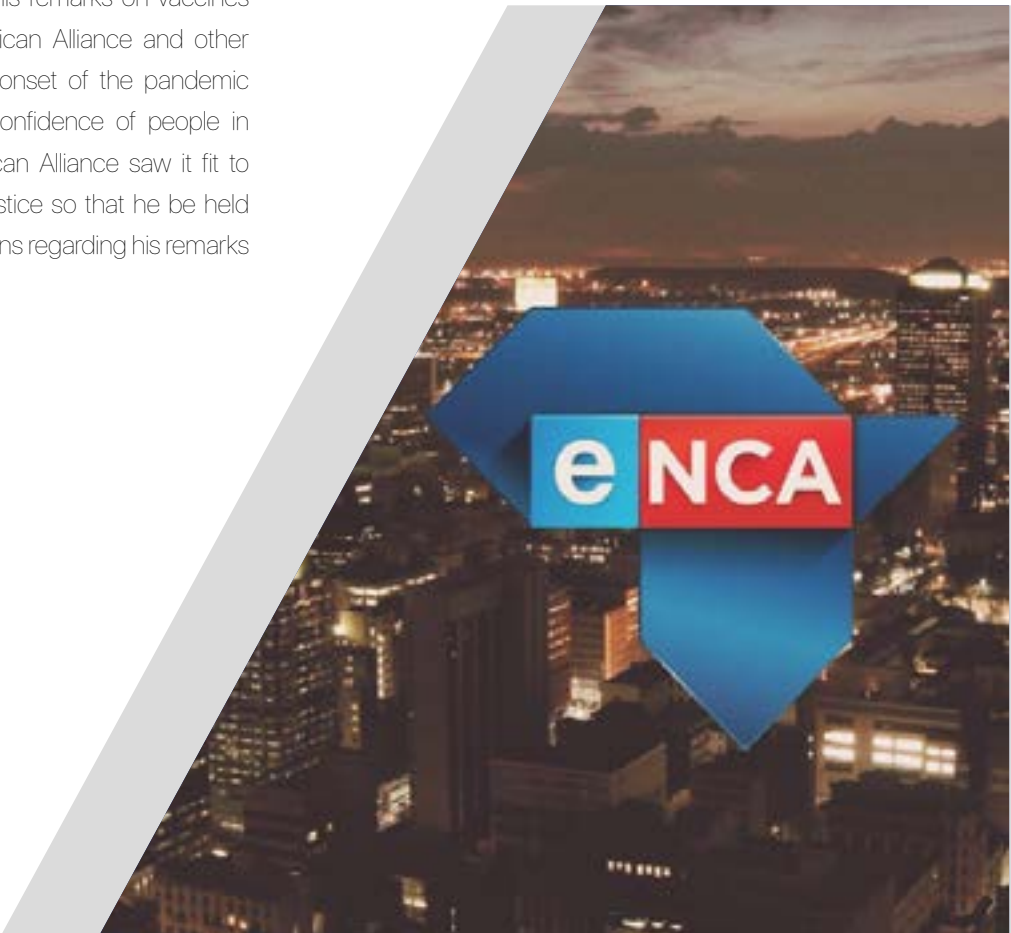 his remarks on vaccines
ican Alliance and other
onset of the pandemic
onfidence of people in
can Alliance saw it fit to
stice so that he be held
ns regarding his remarks
e NCA